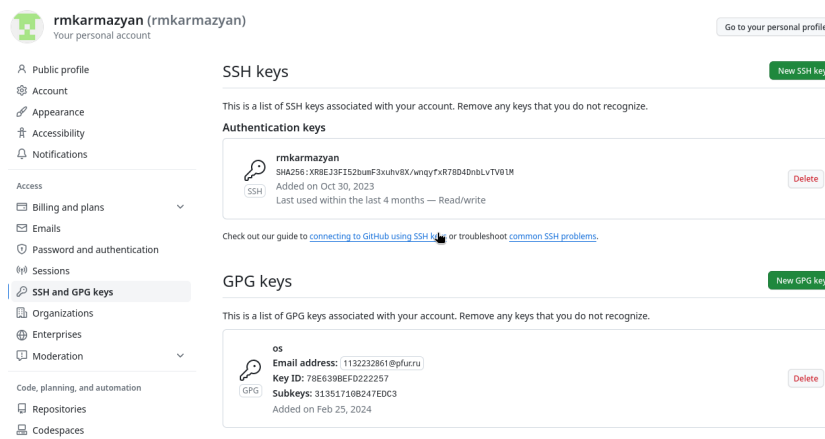 rmkarmazyan (rmkarmazyan)
Your personal account
Go to your personal profile
Public profile
Account
Appearance
Accessibility
Notifications
Access
Billing and plans
Emails
Password and authentication
Sessions
SSH and GPG keys
Organizations
Enterprises
Moderation
Code, planning, and automation
Repositories
Codespaces
SSH keys
New SSH key
This is a list of SSH keys associated with your account. Remove any keys that you do not recognize.
Authentication keys
rmkarmazyan
SHA256:XR8EJ3FI52bumF3xuhv8X/wnqyfxR78D4DnbLvTV0lM
Added on Oct 30, 2023
Last used within the last 4 months — Read/write
SSH
Delete
Check out our guide to connecting to GitHub using SSH keys or troubleshoot common SSH problems.
GPG keys
New GPG key
This is a list of GPG keys associated with your account. Remove any keys that you do not recognize.
os
Email address: 1132232861@pfur.ru
Key ID: 78E639BEFD222257
Subkeys: 31351710B247EDC3
Added on Feb 25, 2024
GPG
Delete